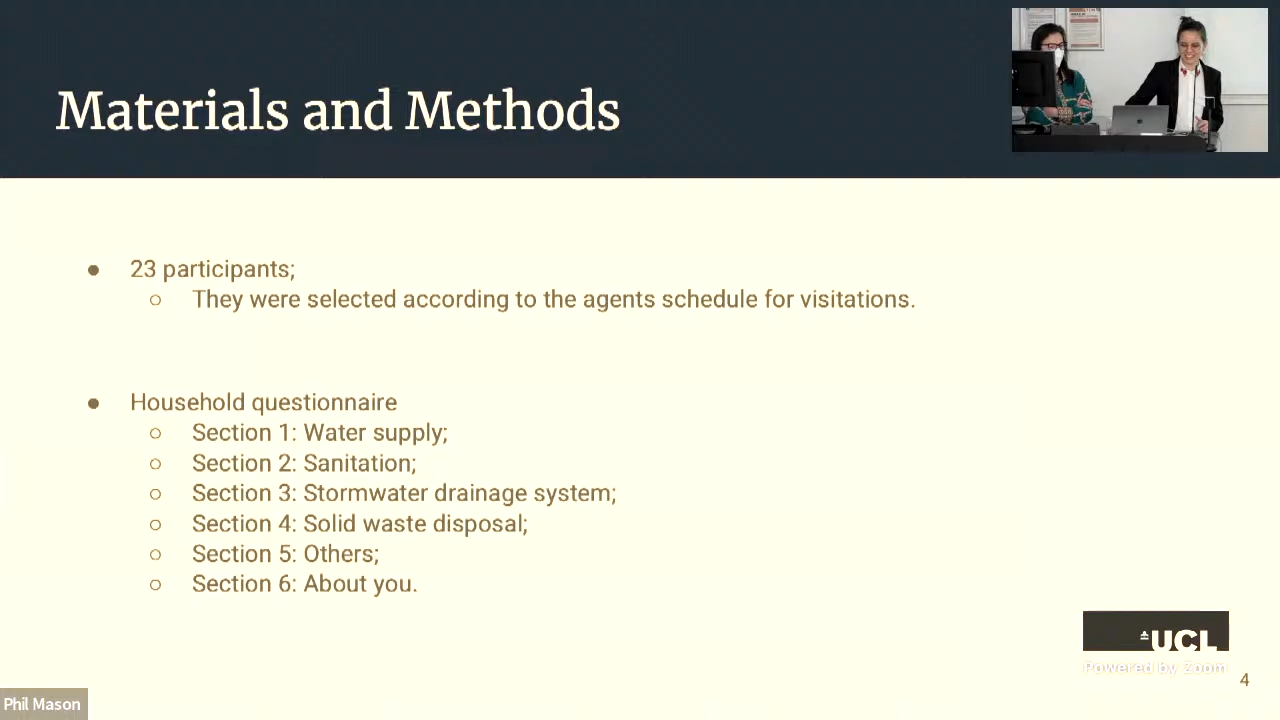 Materials and Methods
● 23 participants;
○ They were selected according to the agents schedule for visitations.
● Household questionnaire
○ Section 1: Water supply;
○ Section 2: Sanitation;
○ Section 3: Stormwater drainage system;
○ Section 4: Solid waste disposal;
○ Section 5: Others;
○ Section 6: About you.
UCL
Powered by Zoom
4
Phil Mason